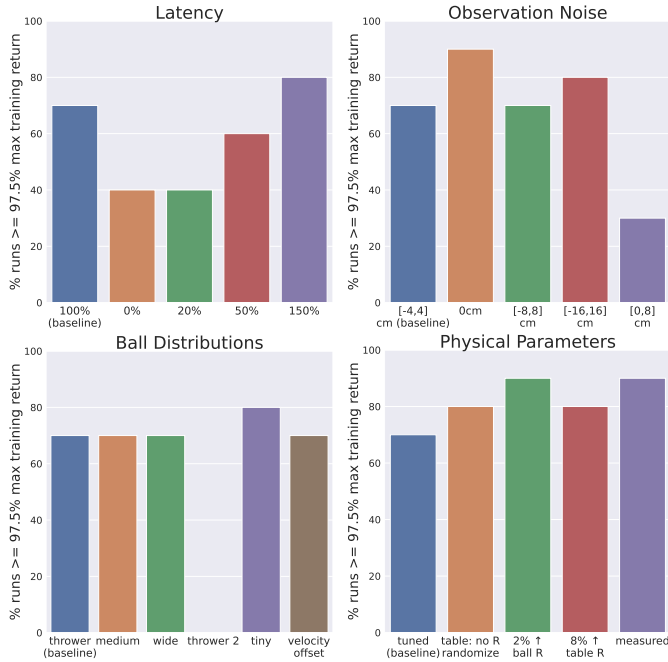 Latency
% runs >= 97.5% max training return
100
80
60
40
20
0
100%
(baseline)
0%
20%
50%
150%
Observation Noise
% runs >= 97.5% max training return
100
80
60
40
20
0
[-4,4]
cm (baseline)
0cm
[-8,8]
cm
[-16,16]
cm
[0,8]
cm
Ball Distributions
% runs >= 97.5% max training return
100
80
60
40
20
0
thrower
(baseline)
medium
wide
thrower 2
tiny
velocity
offset
Physical Parameters
% runs >= 97.5% max training return
100
80
60
40
20
0
tuned
(baseline)
table: no R
randomize
2% ↑
ball R
8% ↑
table R
measured